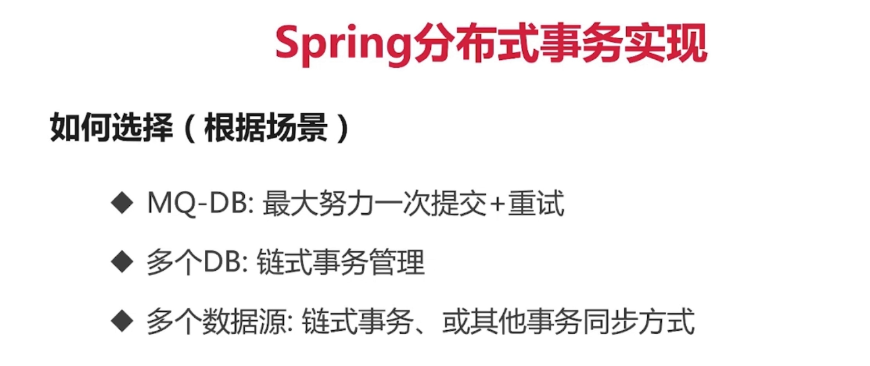 Spring分布式事务实现
如何选择（根据场景）
◆ MQ-DB: 最大努力一次提交+重试
◆ 多个DB: 链式事务管理
◆ 多个数据源: 链式事务、或其他事务同步方式